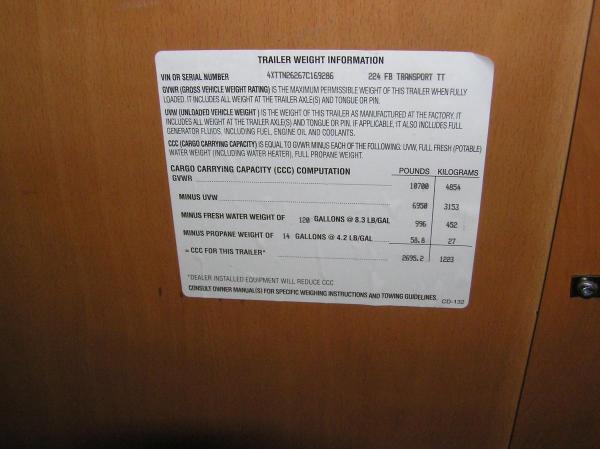 TRAILER WEIGHT INFORMATION
VIN OR SERIAL NUMBER 4XTTN26267C169286 224 FB TRANSPORT TT
GVWR (GROSS VEHICLE WEIGHT RATING) IS THE MAXIMUM PERMISSIBLE WEIGHT OF THIS TRAILER WHEN FULLY
LOADED. IT INCLUDES ALL WEIGHT AT THE TRAILER AXLE(S) AND TONGUE OR PIN.
UVW (UNLOADED VEHICLE WEIGHT) IS THE WEIGHT OF THIS TRAILER AS MANUFACTURED AT THE FACTORY. IT
INCLUDES ALL WEIGHT AT THE TRAILER AXLE(S) AND TONGUE OR PIN. IF APPLICABLE, IT ALSO INCLUDES FULL
GENERATOR FLUIDS, INCLUDING FUEL, ENGINE OIL AND COOLANTS.
CCC (CARGO CARRYING CAPACITY) IS EQUAL TO GVWR MINUS EACH OF THE FOLLOWING: UVW, FULL FRESH (POTABLE)
WATER WEIGHT (INCLUDING WATER HEATER), FULL PROPANE WEIGHT.
CARGO CARRYING CAPACITY (CCC) COMPUTATION POUNDS KILOGRAMS
GVWR 10700 4854
MINUS UVW 6950 3153
MINUS FRESH WATER WEIGHT OF 120 GALLONS @ 8.3 LB/GAL 996 452
MINUS PROPANE WEIGHT OF 14 GALLONS @ 4.2 LB/GAL 58.8 27
= CCC FOR THIS TRAILER* 2695.2 1223
*DEALER INSTALLED EQUIPMENT WILL REDUCE CCC
CONSULT OWNER MANUAL(S) FOR SPECIFIC WEIGHING INSTRUCTIONS AND TOWING GUIDELINES. CD-132